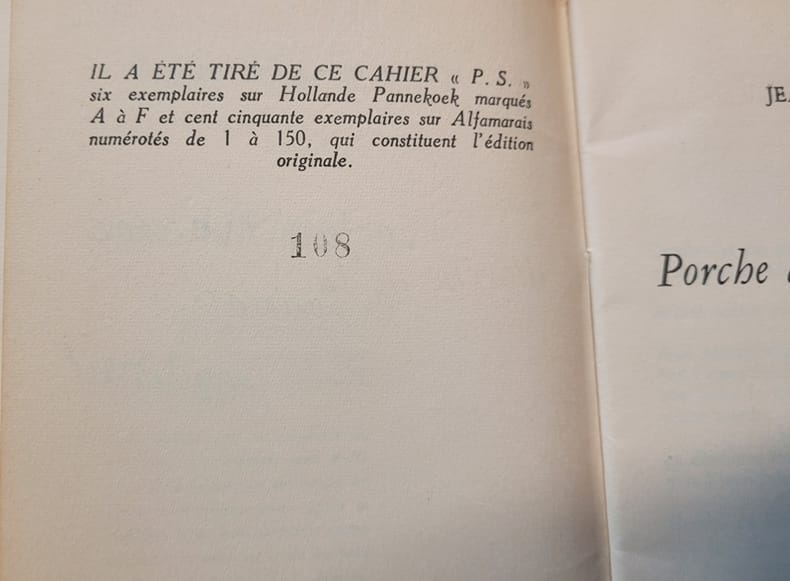 IL A ÉTÉ TIRÉ DE CE CAHIER « P. S. »
six exemplaires sur Hollande Pannekoek marqués
A à F et cent cinquante exemplaires sur Alfamarais
numérotés de 1 à 150, qui constituent l'édition
originale.
108
Porche